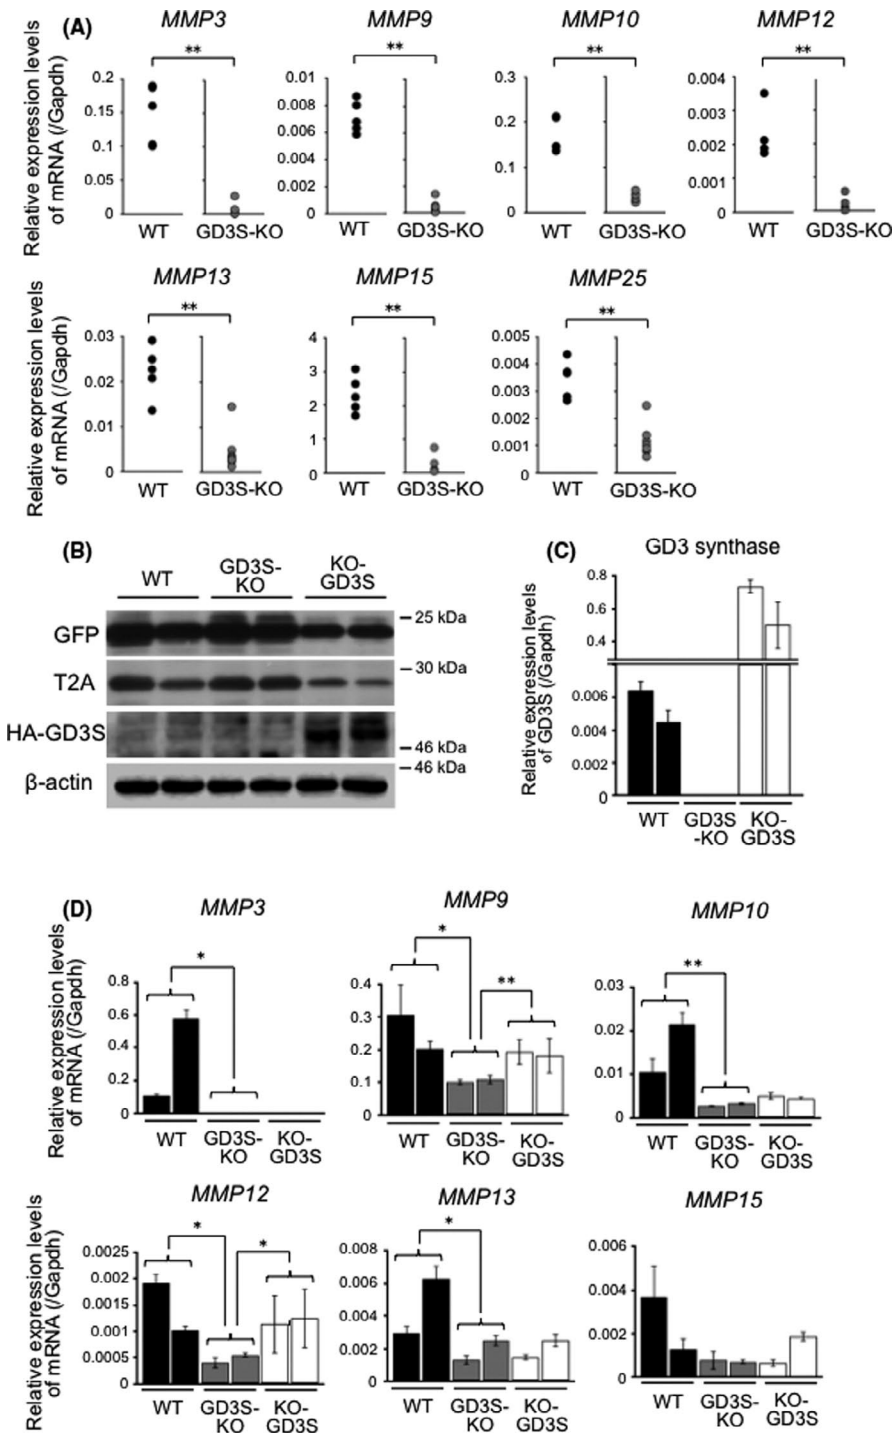 (A)
MMP3 MMP9 MMP10 MMP12
Relative expression levels
of mRNA (/Gapdh)
** ** ** **
0.2 0.01 0.3 0.004
0.15 0.008 0.2 0.003
0.1 0.006 0.1 0.002
0.05 0.004 0 0.001
0 0.002 0
0
WT GD3S-KO WT GD3S-KO WT GD3S-KO WT GD3S-KO
MMP13 MMP15 MMP25
Relative expression levels
of mRNA (/Gapdh)
** ** **
0.03 4 0.005
0.02 3 0.004
0.01 2 0.003
0 1 0.002
0 0.001
0
WT GD3S-KO WT GD3S-KO WT GD3S-KO
(B)
WT GD3S-KO KO-GD3S
GFP 25 kDa
T2A 30 kDa
HA-GD3S 46 kDa
β-actin 46 kDa
(C)
GD3 synthase
Relative expression levels
of GD3S (/Gapdh)
0.8
0.6
0.4
0.006
0.004
0.002
0
WT GD3S-KO KO-GD3S
(D)
MMP3 MMP9 MMP10
Relative expression levels
of mRNA (/Gapdh)
* * ** **
0.8 0.4 0.03
0.6 0.3 0.02
0.4 0.2 0.01
0.2 0.1 0
0 0
WT GD3S-KO KO-GD3S WT GD3S-KO KO-GD3S WT GD3S-KO KO-GD3S
MMP12 MMP13 MMP15
Relative expression levels
of mRNA (/Gapdh)
* * *
0.0025 0.008 0.006
0.002 0.006 0.004
0.0015 0.004 0.002
0.001 0.002 0
0.0005 0
0
WT GD3S-KO KO-GD3S WT GD3S-KO KO-GD3S WT GD3S-KO KO-GD3S